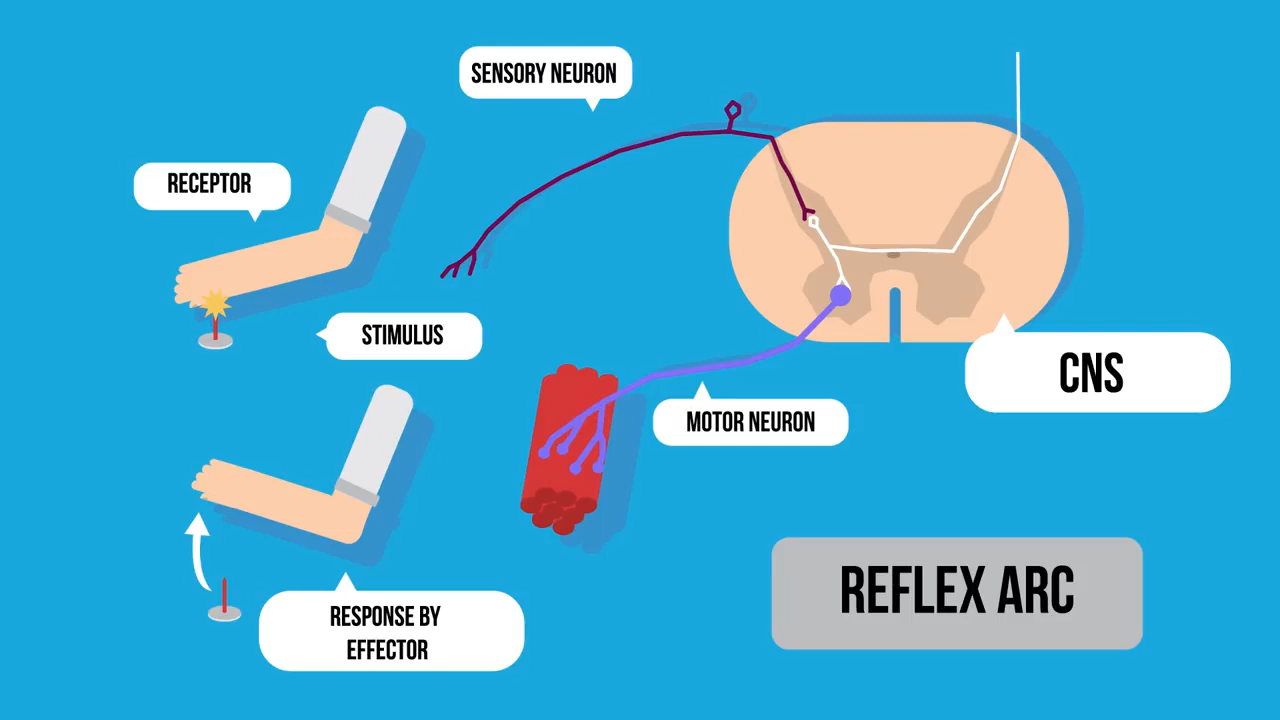 SENSORY NEURON
RECEPTOR
STIMULUS
CNS
MOTOR NEURON
RESPONSE BY
EFFECTOR
REFLEX ARC